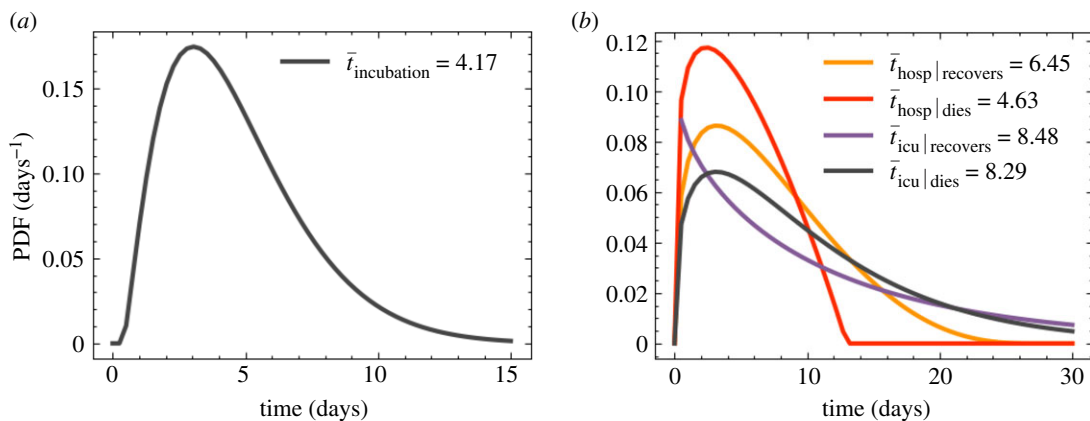 (a)
PDF (days⁻¹)
0.15
0.10
0.05
0
t̄incubation = 4.17
0 5 10 15
time (days)
(b)
0.12
0.10
0.08
0.06
0.04
0.02
0
t̄hosp|recovers = 6.45
t̄hosp|dies = 4.63
t̄icu|recovers = 8.48
t̄icu|dies = 8.29
0 10 20 30
time (days)